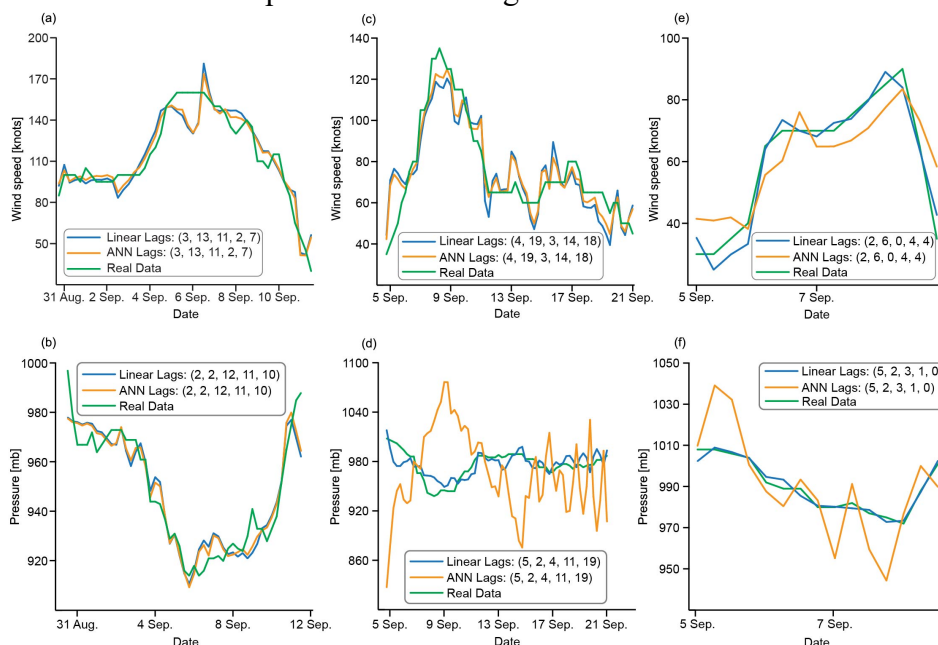 (a)
Wind speed [knots]
200
170
140
110
80
50
Linear Lags: (3, 13, 11, 2, 7)
ANN Lags: (3, 13, 11, 2, 7)
Real Data
31 Aug. 2 Sep. 4 Sep. 6 Sep. 8 Sep. 10 Sep.
Date
(c)
Wind speed [knots]
140
120
100
80
60
40
Linear Lags: (4, 19, 3, 14, 18)
ANN Lags: (4, 19, 3, 14, 18)
Real Data
5 Sep. 9 Sep. 13 Sep. 17 Sep. 21 Sep.
Date
(e)
Wind speed [knots]
100
80
60
40
Linear Lags: (2, 6, 0, 4, 4)
ANN Lags: (2, 6, 0, 4, 4)
Real Data
5 Sep. 7 Sep.
Date
(b)
Pressure [mb]
1000
980
960
940
920
Linear Lags: (2, 2, 12, 11, 10)
ANN Lags: (2, 2, 12, 11, 10)
Real Data
31 Aug. 4 Sep. 8 Sep. 12 Sep.
Date
(d)
Pressure [mb]
1100
1040
980
920
860
Linear Lags: (5, 2, 4, 11, 19)
ANN Lags: (5, 2, 4, 11, 19)
Real Data
5 Sep. 9 Sep. 13 Sep. 17 Sep. 21 Sep.
Date
(f)
Pressure [mb]
1050
1030
1010
990
970
950
Linear Lags: (5, 2, 3, 1, 0
ANN Lags: (5, 2, 3, 1, 0
Real Data
5 Sep. 7 Sep.
Date